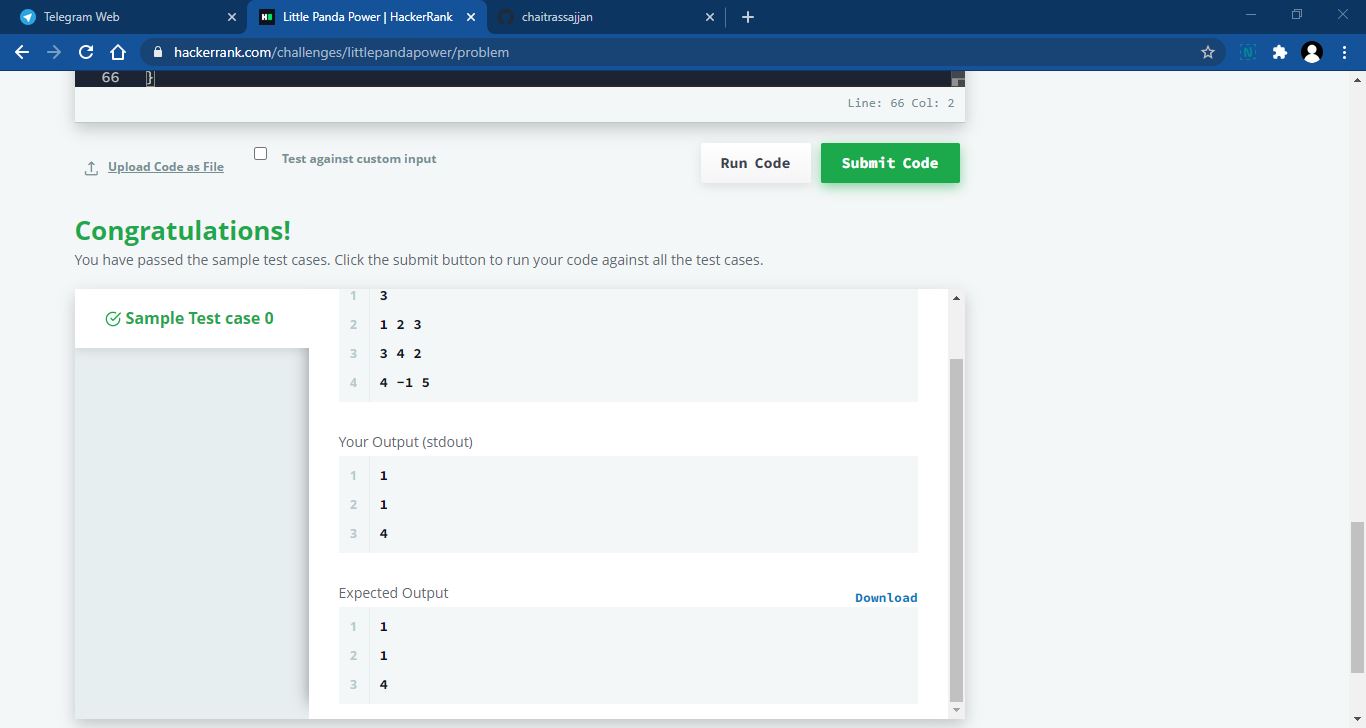 Telegram Web
Little Panda Power | HackerRank
chaitrassajjan
hackerrank.com/challenges/littlepandapower/problem
66 }
Line: 66 Col: 2
Upload Code as File
Test against custom input
Run Code
Submit Code
Congratulations!
You have passed the sample test cases. Click the submit button to run your code against all the test cases.
Sample Test case 0
1 3
2 1 2 3
3 3 4 2
4 4 -1 5
Your Output (stdout)
1 1
2 1
3 4
Expected Output
Download
1 1
2 1
3 4